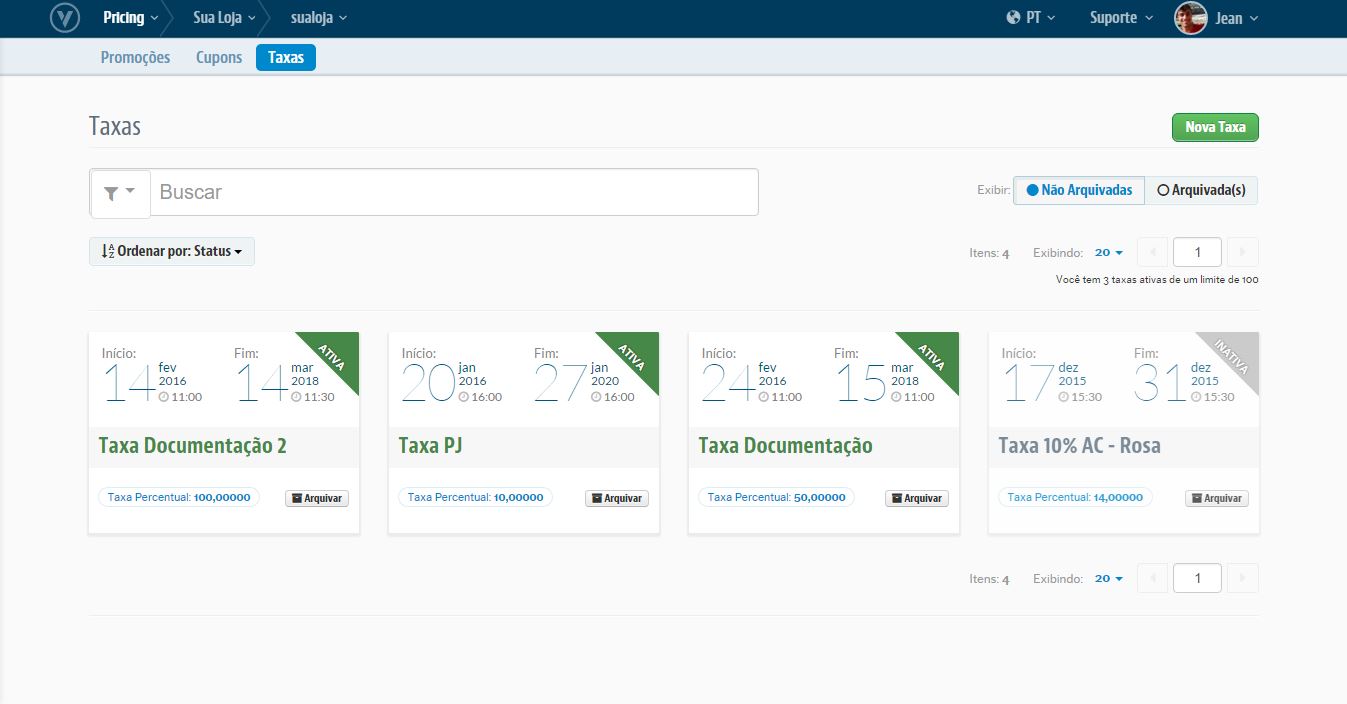 Pricing
Sua Loja
sualoja
PT
Suporte
Jean
Promoções
Cupons
Taxas
Taxas
Nova Taxa
Buscar
Exibir:
Não Arquivadas
Arquivada(s)
Ordenar por: Status
Itens: 4
Exibindo: 20
1
Você tem 3 taxas ativas de um limite de 100
Início:
14 fev 2016 11:00
Fim:
14 mar 2018 11:30
ATIVA
Taxa Documentação 2
Taxa Percentual: 100,00000
Arquivar
Início:
20 jan 2016 16:00
Fim:
27 jan 2020 16:00
ATIVA
Taxa PJ
Taxa Percentual: 10,00000
Arquivar
Início:
24 fev 2016 11:00
Fim:
15 mar 2018 11:00
ATIVA
Taxa Documentação
Taxa Percentual: 50,00000
Arquivar
Início:
17 dez 2015 15:30
Fim:
31 dez 2015 15:30
INATIVA
Taxa 10% AC - Rosa
Taxa Percentual: 14,00000
Arquivar
Itens: 4
Exibindo: 20
1